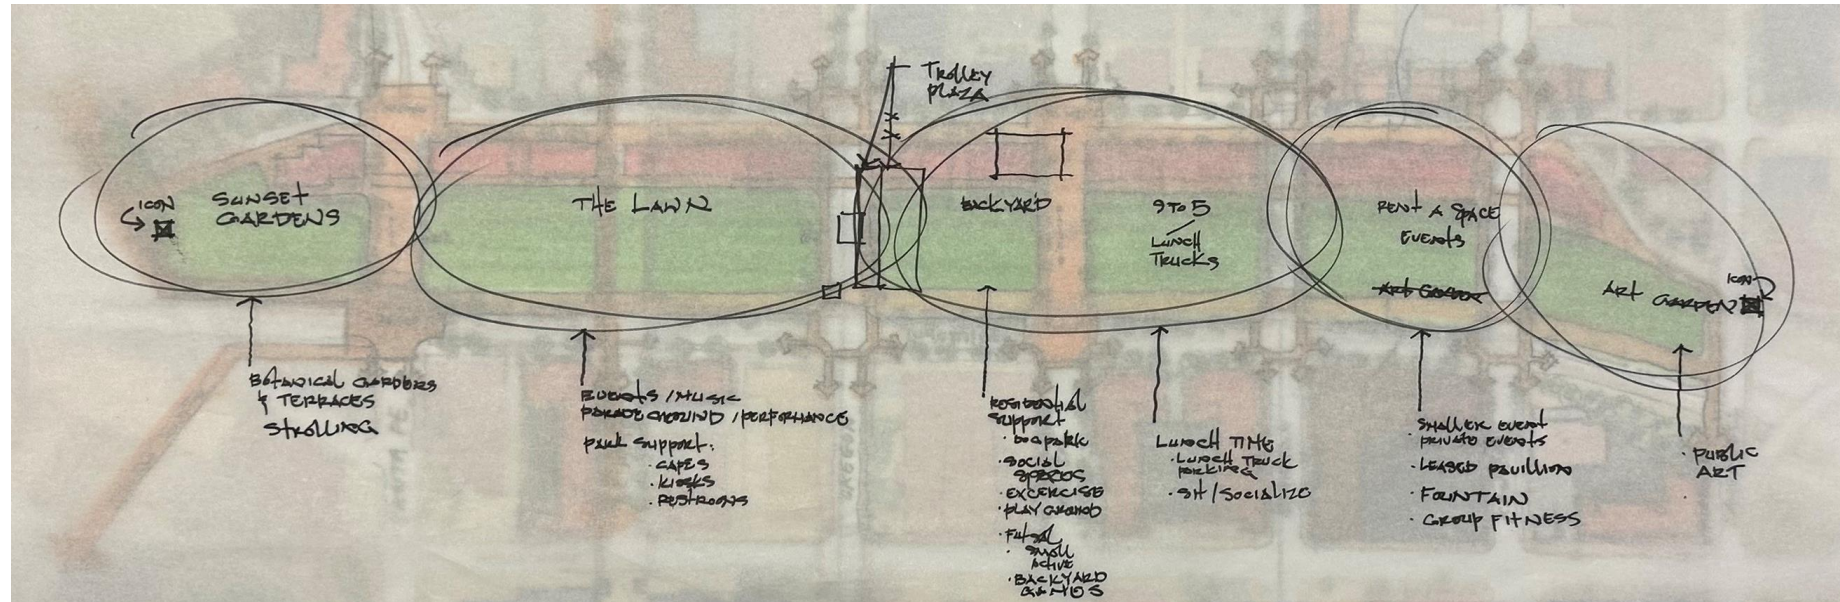 TROLLEY
PLAZA
ICON
SUNSET
GARDENS
THE LAWN
BACKYARD
9 TO 5
LUNCH
TRUCKS
RENT A SPACE
EVENTS
ART GARDEN
ART GARDEN
ICON
BOTANICAL GARDENS
& TERRACES
STROLLING
EVENTS / MUSIC
PARADE GROUND / PERFORMANCE
PARK SUPPORT:
· CAFES
· KIOSKS
· RESTROOMS
RESIDENTIAL
SUPPORT
· DOG PARK
· SOCIAL
SPACES
· EXCERCISE
· PLAYGROUND
· FUTSAL
· SMALL
ACTIVE
· BACKYARD
GAMES
LUNCH TIME
· LUNCH TRUCK
PARKING
· SIT / SOCIALIZE
· SMALLER EVENT
PRIVATE EVENTS
· LEASED PAVILLION
· FOUNTAIN
· GROUP FITNESS
· PUBLIC
ART